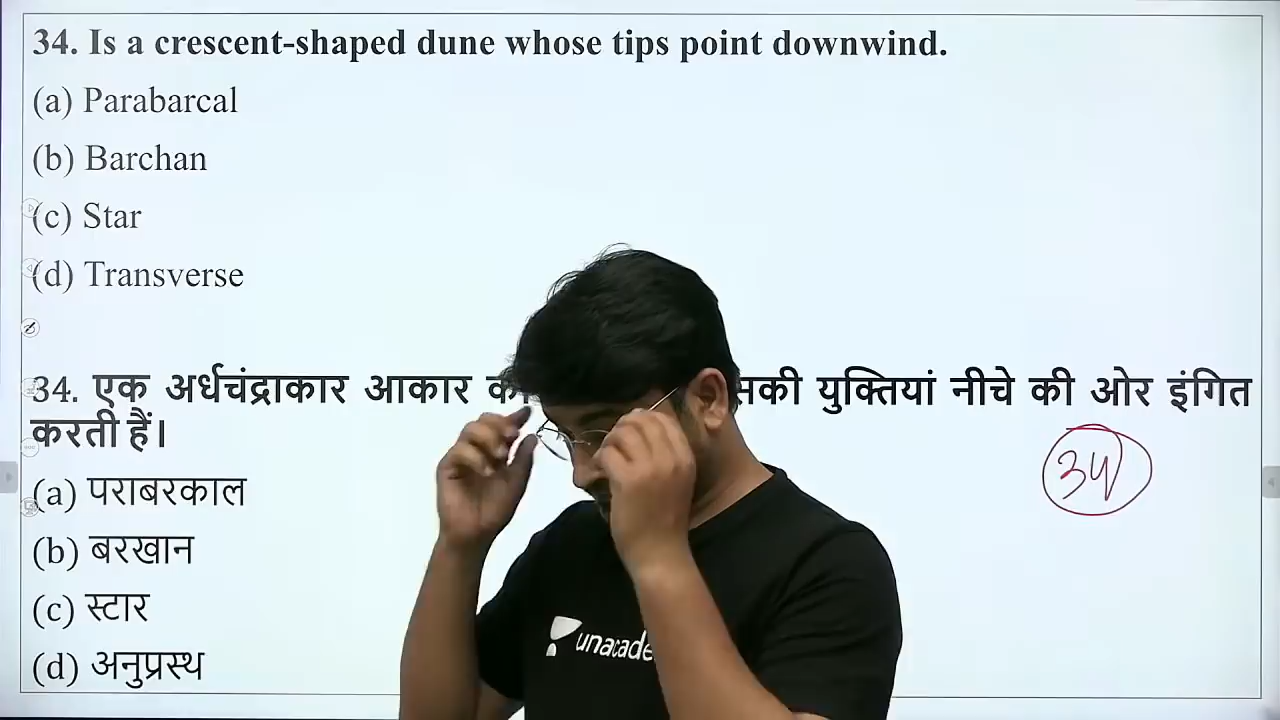 34. Is a crescent-shaped dune whose tips point downwind.
(a) Parabarcal
(b) Barchan
(c) Star
(d) Transverse
34. एक अर्धचंद्राकार आकार युक्तियां नीचे की ओर इंगित
करती हैं।
34
(a) पराबरकाल
(b) बरखान
(c) स्टार
(d) अनुप्रस्थ
unacade